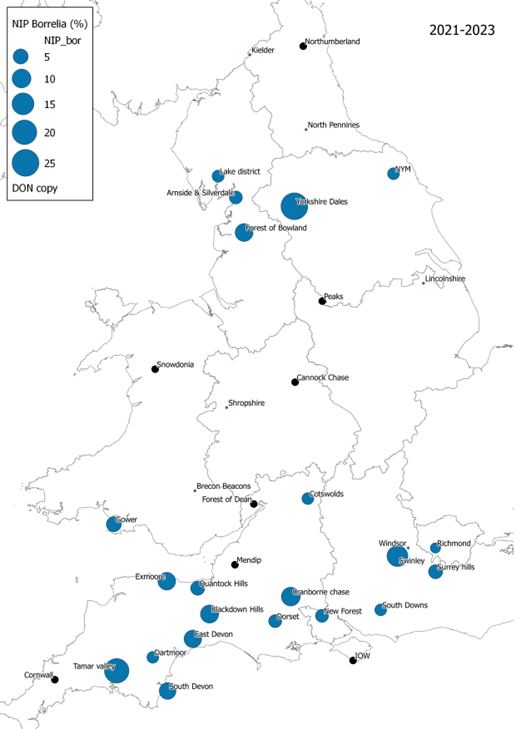 2021-2023
NIP Borrelia (%)
NIP_bor
5
10
15
20
25
DON copy
Kielder
Northumberland
North Pennines
Lake district
NYM
Arnside & Silverdale
Yorkshire Dales
Forest of Bowland
Lincolnshire
Peaks
Snowdonia
Cannock Chase
Shropshire
Brecon Beacons
Forest of Dean
Cotswolds
Gower
Windsor
Richmond
Swinley
Surrey hills
Mendip
Exmoore
Quantock Hills
Cranborne chase
Blackdown Hills
Dorset
New Forest
South Downs
East Devon
Dartmoor
IOW
Tamar valley
Cornwall
South Devon